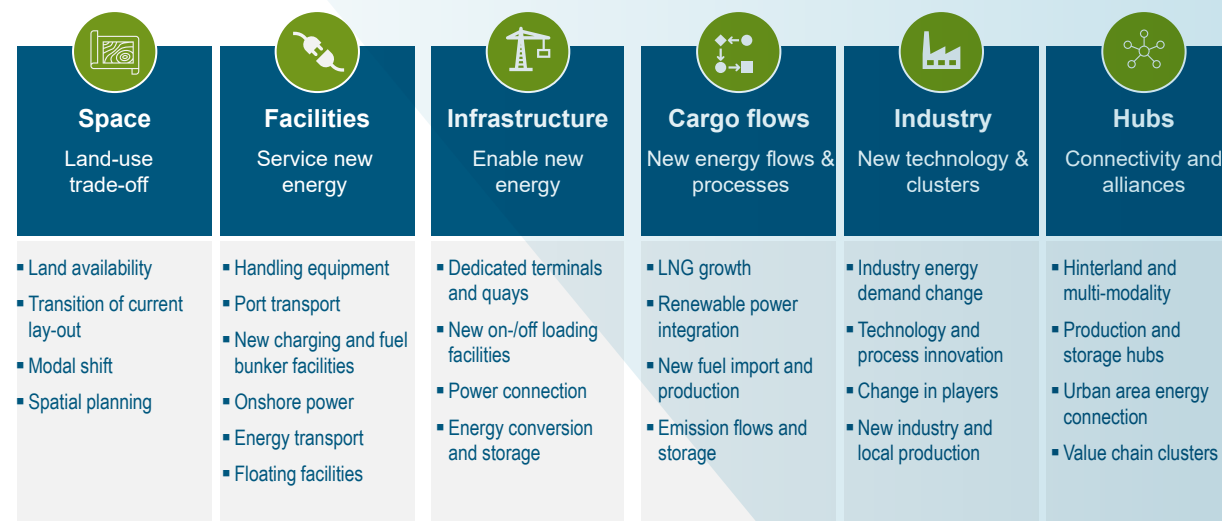 Space
Land-use
trade-off
▪ Land availability
▪ Transition of current
lay-out
▪ Modal shift
▪ Spatial planning
Facilities
Service new
energy
▪ Handling equipment
▪ Port transport
▪ New charging and fuel
bunker facilities
▪ Onshore power
▪ Energy transport
▪ Floating facilities
Infrastructure
Enable new
energy
▪ Dedicated terminals
and quays
▪ New on-/off loading
facilities
▪ Power connection
▪ Energy conversion
and storage
Cargo flows
New energy flows &
processes
▪ LNG growth
▪ Renewable power
integration
▪ New fuel import and
production
▪ Emission flows and
storage
Industry
New technology &
clusters
▪ Industry energy
demand change
▪ Technology and
process innovation
▪ Change in players
▪ New industry and
local production
Hubs
Connectivity and
alliances
▪ Hinterland and
multi-modality
▪ Production and
storage hubs
▪ Urban area energy
connection
▪ Value chain clusters